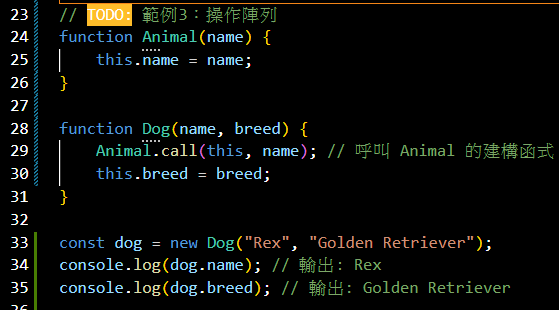 23 // TODO: 範例3：操作陣列
24 function Animal(name) {
25     this.name = name;
26 }
27
28 function Dog(name, breed) {
29     Animal.call(this, name); // 呼叫 Animal 的建構函式
30     this.breed = breed;
31 }
32
33 const dog = new Dog("Rex", "Golden Retriever");
34 console.log(dog.name); // 輸出: Rex
35 console.log(dog.breed); // 輸出: Golden Retriever